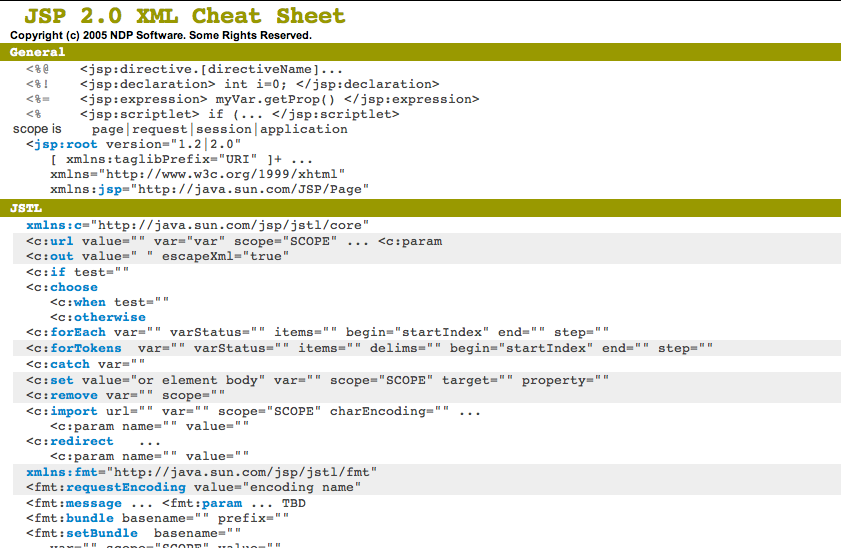 JSP 2.0 XML Cheat Sheet
Copyright (c) 2005 NDP Software. Some Rights Reserved.
General
<%@ <jsp:directive.[directiveName]...
<%! <jsp:declaration> int i=0; </jsp:declaration>
<%= <jsp:expression> myVar.getProp() </jsp:expression>
<% <jsp:scriptlet> if (... </jsp:scriptlet>
scope is page|request|session|application
<jsp:root version="1.2|2.0"
[ xmlns:taglibPrefix="URI" ]+ ...
xmlns="http://www.w3c.org/1999/xhtml"
xmlns:jsp="http://java.sun.com/JSP/Page"
JSTL
xmlns:c="http://java.sun.com/jsp/jstl/core"
<c:url value="" var="var" scope="SCOPE" ... <c:param
<c:out value=" " escapeXml="true"
<c:if test=""
<c:choose
<c:when test=""
<c:otherwise
<c:forEach var="" varStatus="" items="" begin="startIndex" end="" step=""
<c:forTokens var="" varStatus="" items="" delims="" begin="startIndex" end="" step=""
<c:catch var=""
<c:set value="or element body" var="" scope="SCOPE" target="" property=""
<c:remove var="" scope=""
<c:import url="" var="" scope="SCOPE" charEncoding="" ...
<c:param name="" value=""
<c:redirect ...
<c:param name="" value=""
xmlns:fmt="http://java.sun.com/jsp/jstl/fmt"
<fmt:requestEncoding value="encoding name"
<fmt:message ... <fmt:param ... TBD
<fmt:bundle basename="" prefix=""
<fmt:setBundle basename=""
var="" scope="SCOPE" value=""